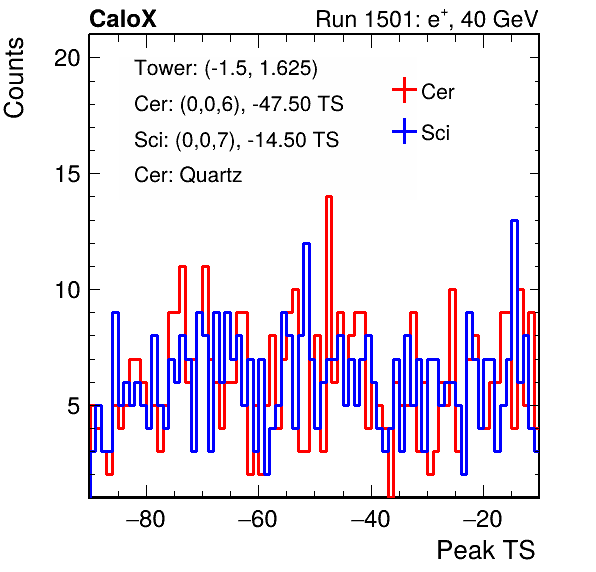 CaloX Run 1501: e⁺, 40 GeV
Counts
Tower: (-1.5, 1.625)
Cer: (0,0,6), -47.50 TS
Sci: (0,0,7), -14.50 TS
Cer: Quartz
Cer
Sci
20
15
10
5
−80 −60 −40 −20
Peak TS